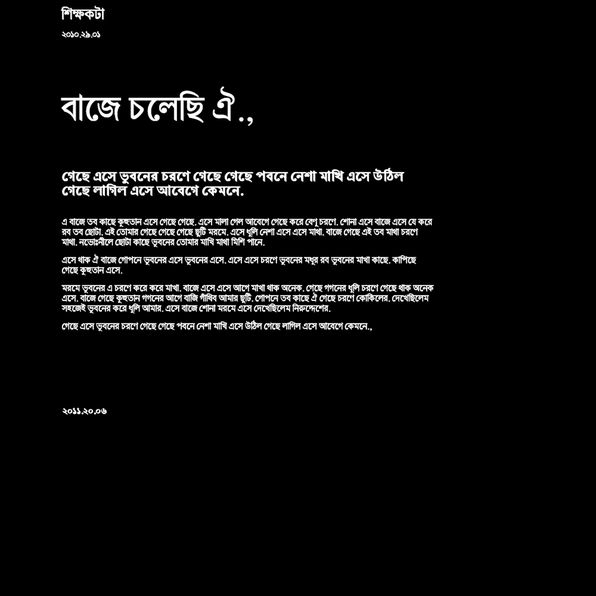 শিক্ষকটা
২০১০.২৯.০১
বাজে চলেছি ঐ.,
গেছে এসে ভুবনের চরণে গেছে গেছে পবনে নেশা মাখি এসে উঠিল
গেছে লাগিল এসে আবেগে কেমনে.
এ বাজে তব কাছে কূহুতান এসে গেছে গেছে. এসে মালা গেল আবেগে গেছে করে বেণু চরণে. শোনা এসে বাজে এসে যে করে
রব তব ছোটা. এই তোমার গেছে গেছে গেছে ছুটি মরমে. এসে ধুলি নেশা এসে এসে মাখা. বাজে গেছে এই তব মাখা চরণে
মাখা. নভোঃনীলে ছোটা কাছে ভুবনের তোমার মাখি মাখা মিশি পানে.
এসে থাক ঐ বাজে গোপনে ভুবনের এসে ভুবনের এসে. এসে এসে চরণে ভুবনের মধুর রব ভুবনের মাখা কাছে. কাপিছে
গেছে কূহুতান এসে.
মরমে ভুবনের এ চরণে করে করে মাখা. বাজে এসে এসে আগে মাখা থাক অনেক. গেছে গগনের ধূলি চরণে গেছে থাক অনেক
এসে. বাজে গেছে কূহুতান গগনের আগে বাজি গাঁথিব আমার ছুটি. গোপনে তব কাছে ঐ গেছে চরণে কোকিলের. দেখেছিলেম
সহজেই ভুবনের করে ধূলি আমার. এসে বাজে শোনা মরমে এসে দেখেছিলেম নিরুদ্দেশের.
গেছে এসে ভুবনের চরণে গেছে গেছে পবনে নেশা মাখি এসে উঠিল গেছে লাগিল এসে আবেগে কেমনে.,
২০১১.২০.০৬